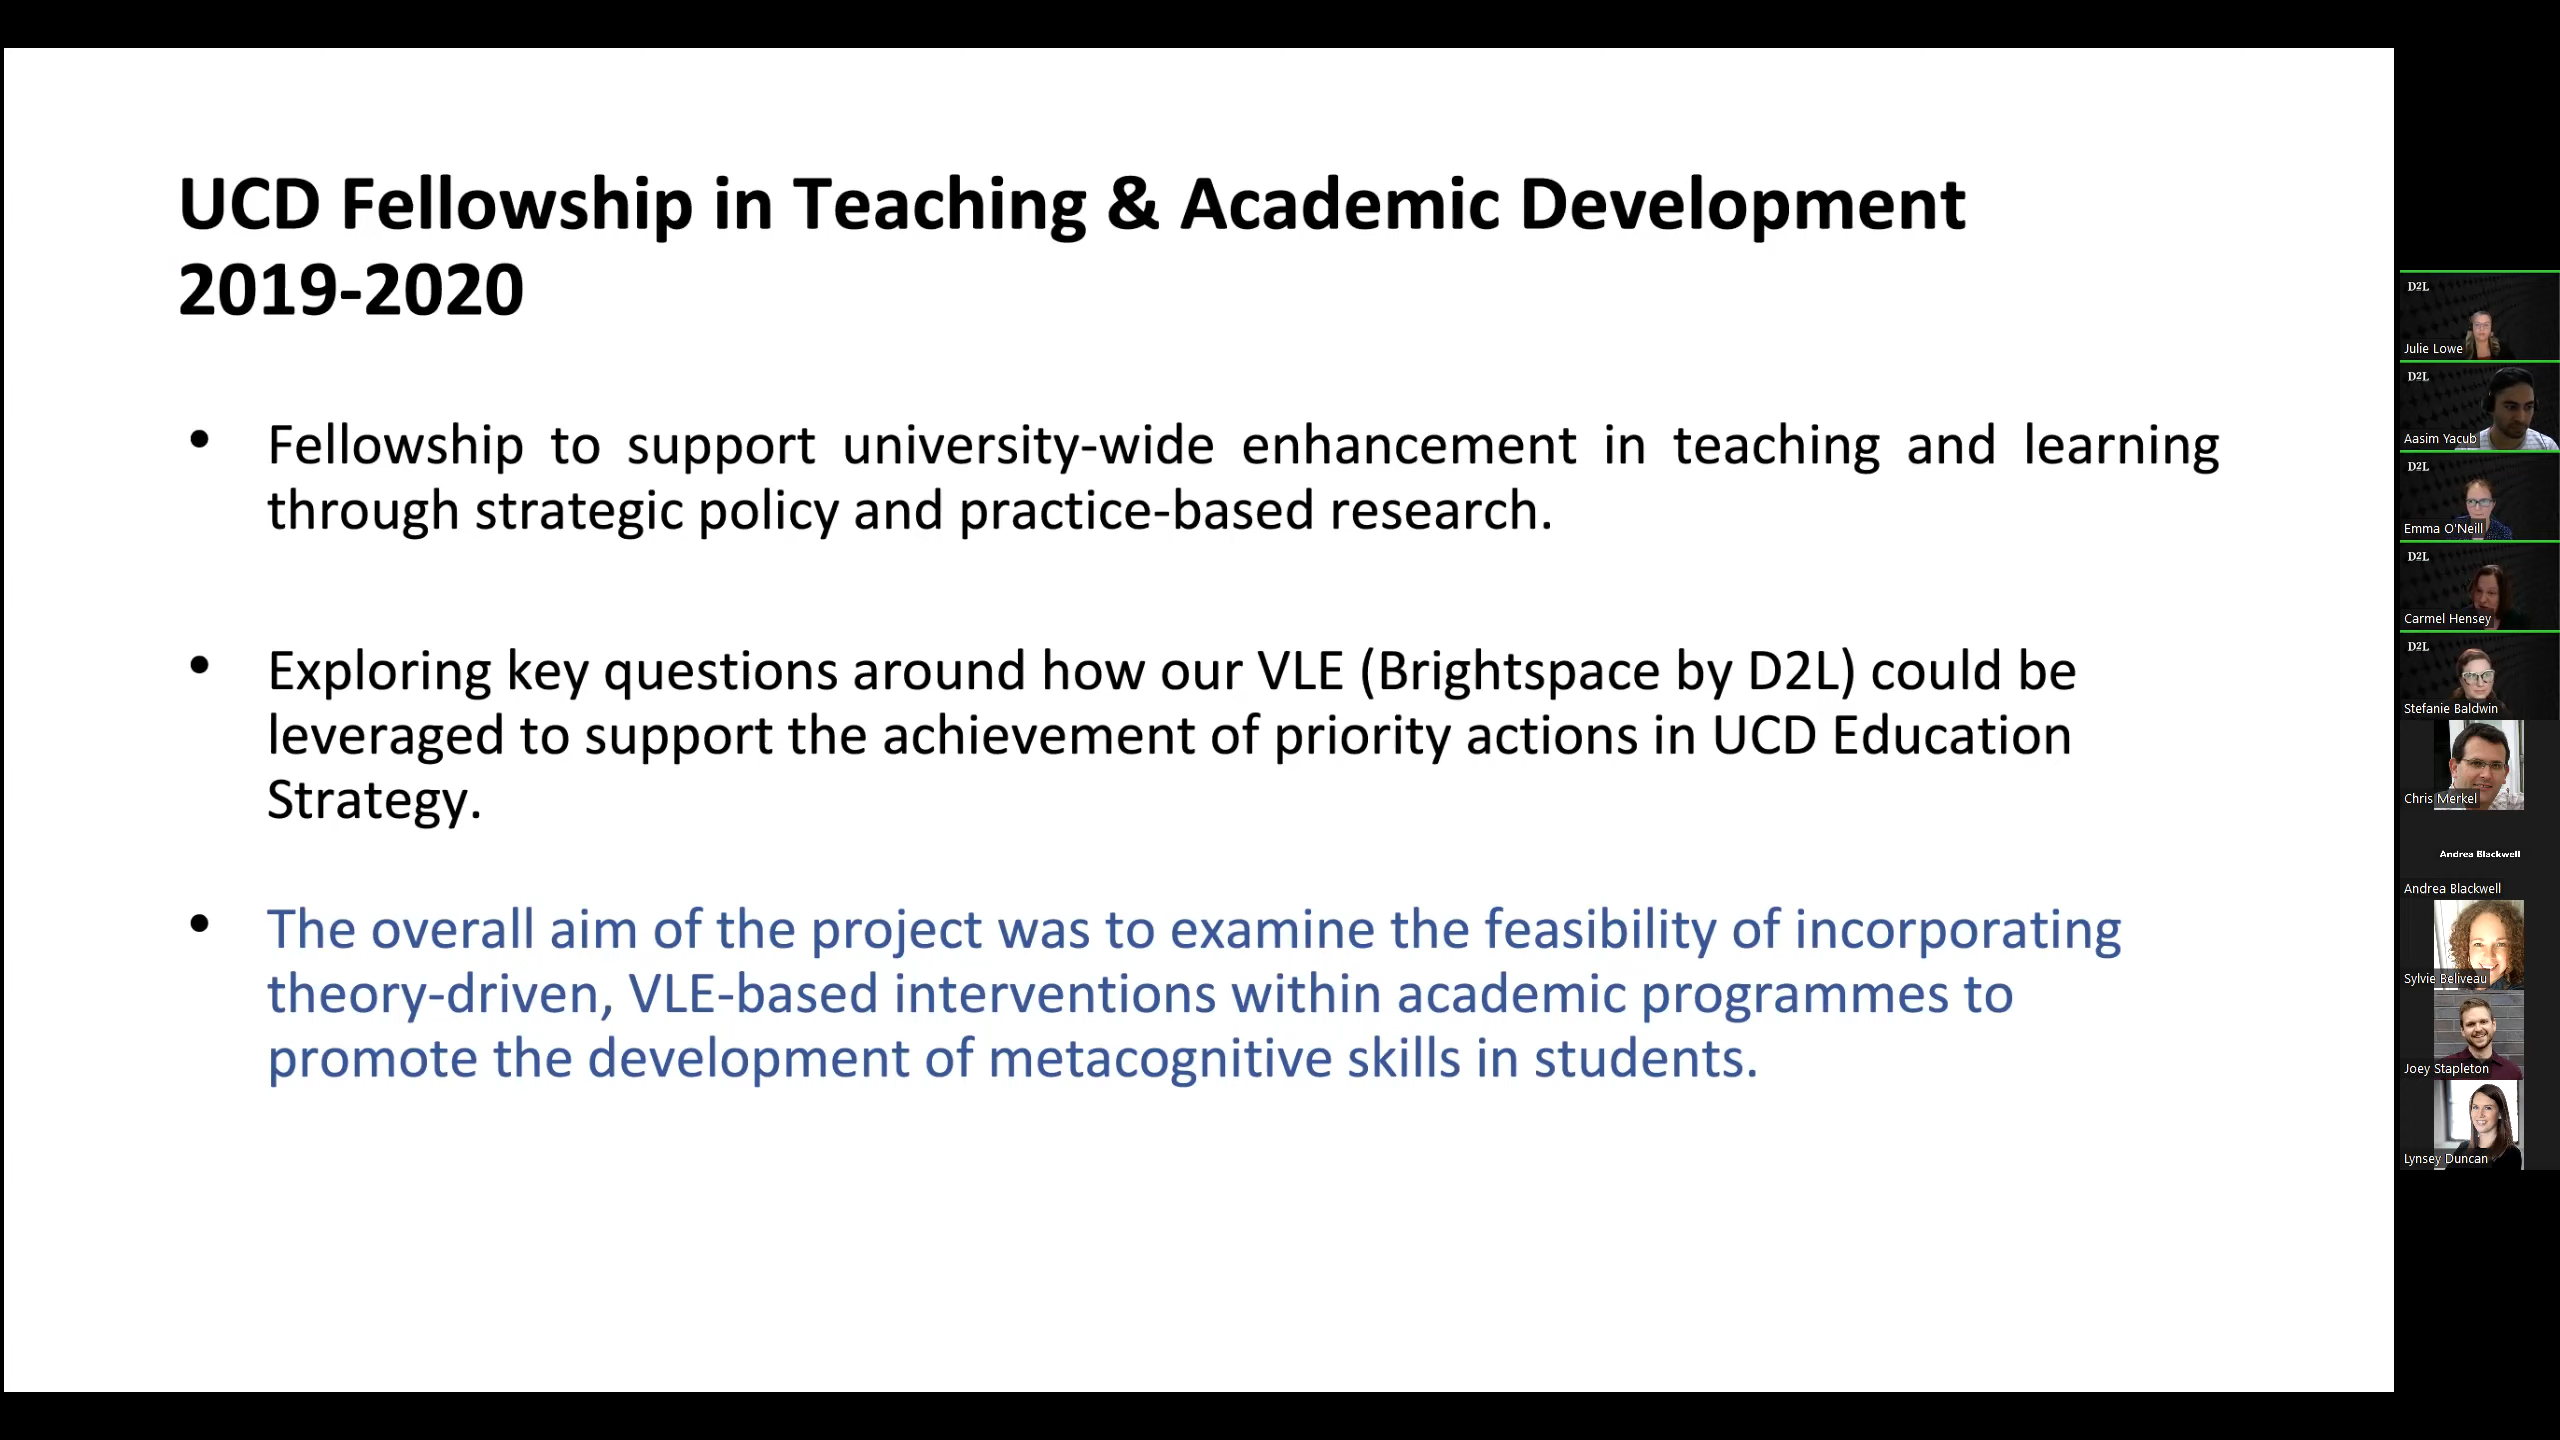 UCD Fellowship in Teaching & Academic Development
2019-2020
• Fellowship to support university-wide enhancement in teaching and learning
through strategic policy and practice-based research.
• Exploring key questions around how our VLE (Brightspace by D2L) could be
leveraged to support the achievement of priority actions in UCD Education
Strategy.
• The overall aim of the project was to examine the feasibility of incorporating
theory-driven, VLE-based interventions within academic programmes to
promote the development of metacognitive skills in students.
D2L
Julie Lowe
D2L
Aasim Yacub
D2L
Emma O'Neill
D2L
Carmel Hensey
D2L
Stefanie Baldwin
Chris Merkel
Andrea Blackwell
Andrea Blackwell
Sylvie Beliveau
Joey Stapleton
Lynsey Duncan